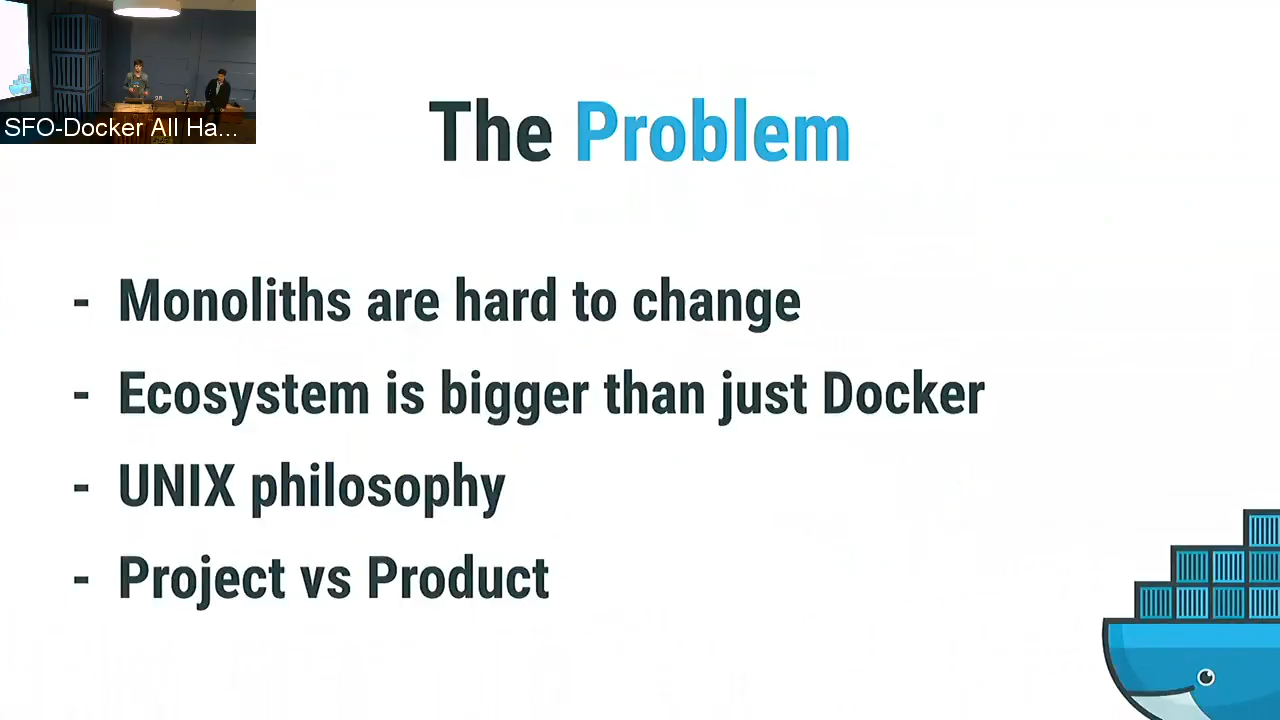 SFO-Docker All Ha...
The Problem
- Monoliths are hard to change
- Ecosystem is bigger than just Docker
- UNIX philosophy
- Project vs Product